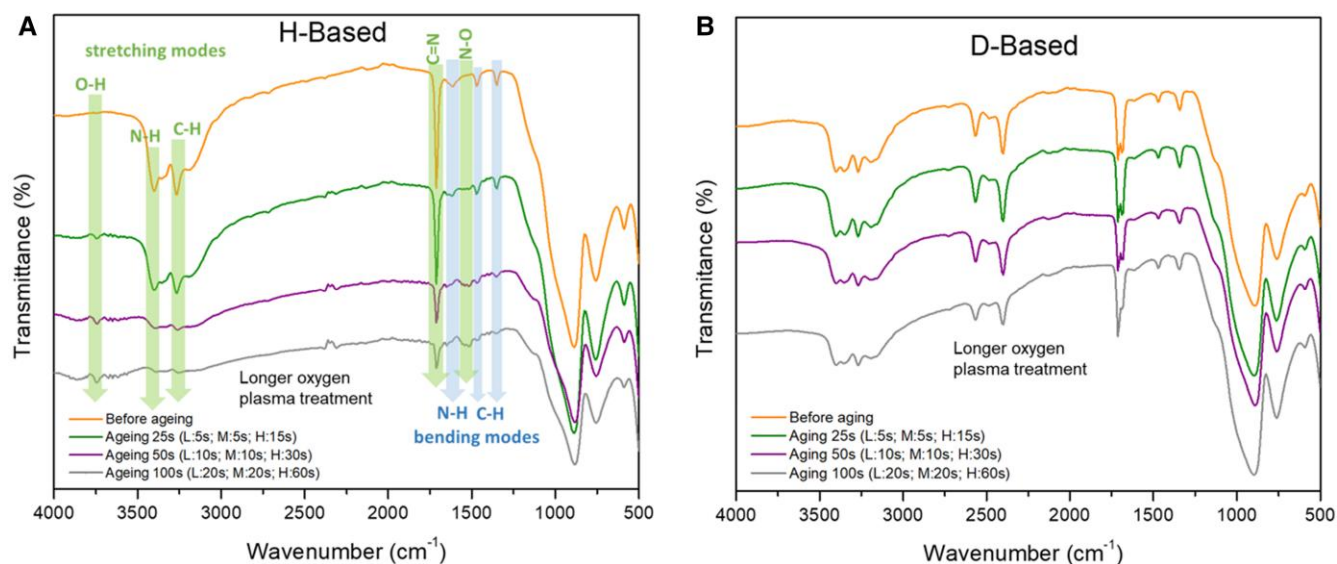 A
H-Based
stretching modes
O-H
N-H
C-H
C=N
N-O
Transmittance (%)
Longer oxygen
plasma treatment
N-H
C-H
bending modes
Before ageing
Ageing 25s (L:5s; M:5s; H:15s)
Ageing 50s (L:10s; M:10s; H:30s)
Ageing 100s (L:20s; M:20s; H:60s)
4000 3500 3000 2500 2000 1500 1000 500
Wavenumber (cm⁻¹)
B
D-Based
Transmitance (%)
Longer oxygen
plasma treatment
Before aging
Aging 25s (L:5s; M:5s; H:15s)
Aging 50s (L:10s; M:10s; H:30s)
Aging 100s (L:20s; M:20s; H:60s)
4000 3500 3000 2500 2000 1500 1000 500
Wavenumber (cm⁻¹)